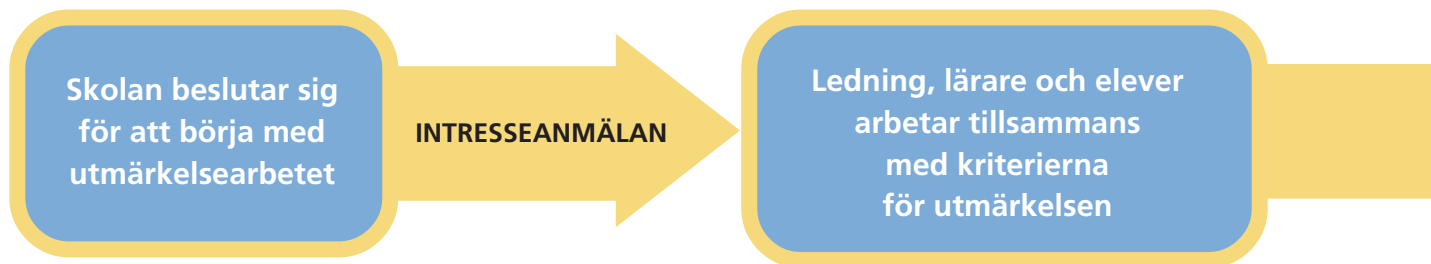 Skolan beslutar sig
för att börja med
utmärkelsearbetet
INTRESSEANMÄLAN
Ledning, lärare och elever
arbetar tillsammans
med kriterierna
för utmärkelsen